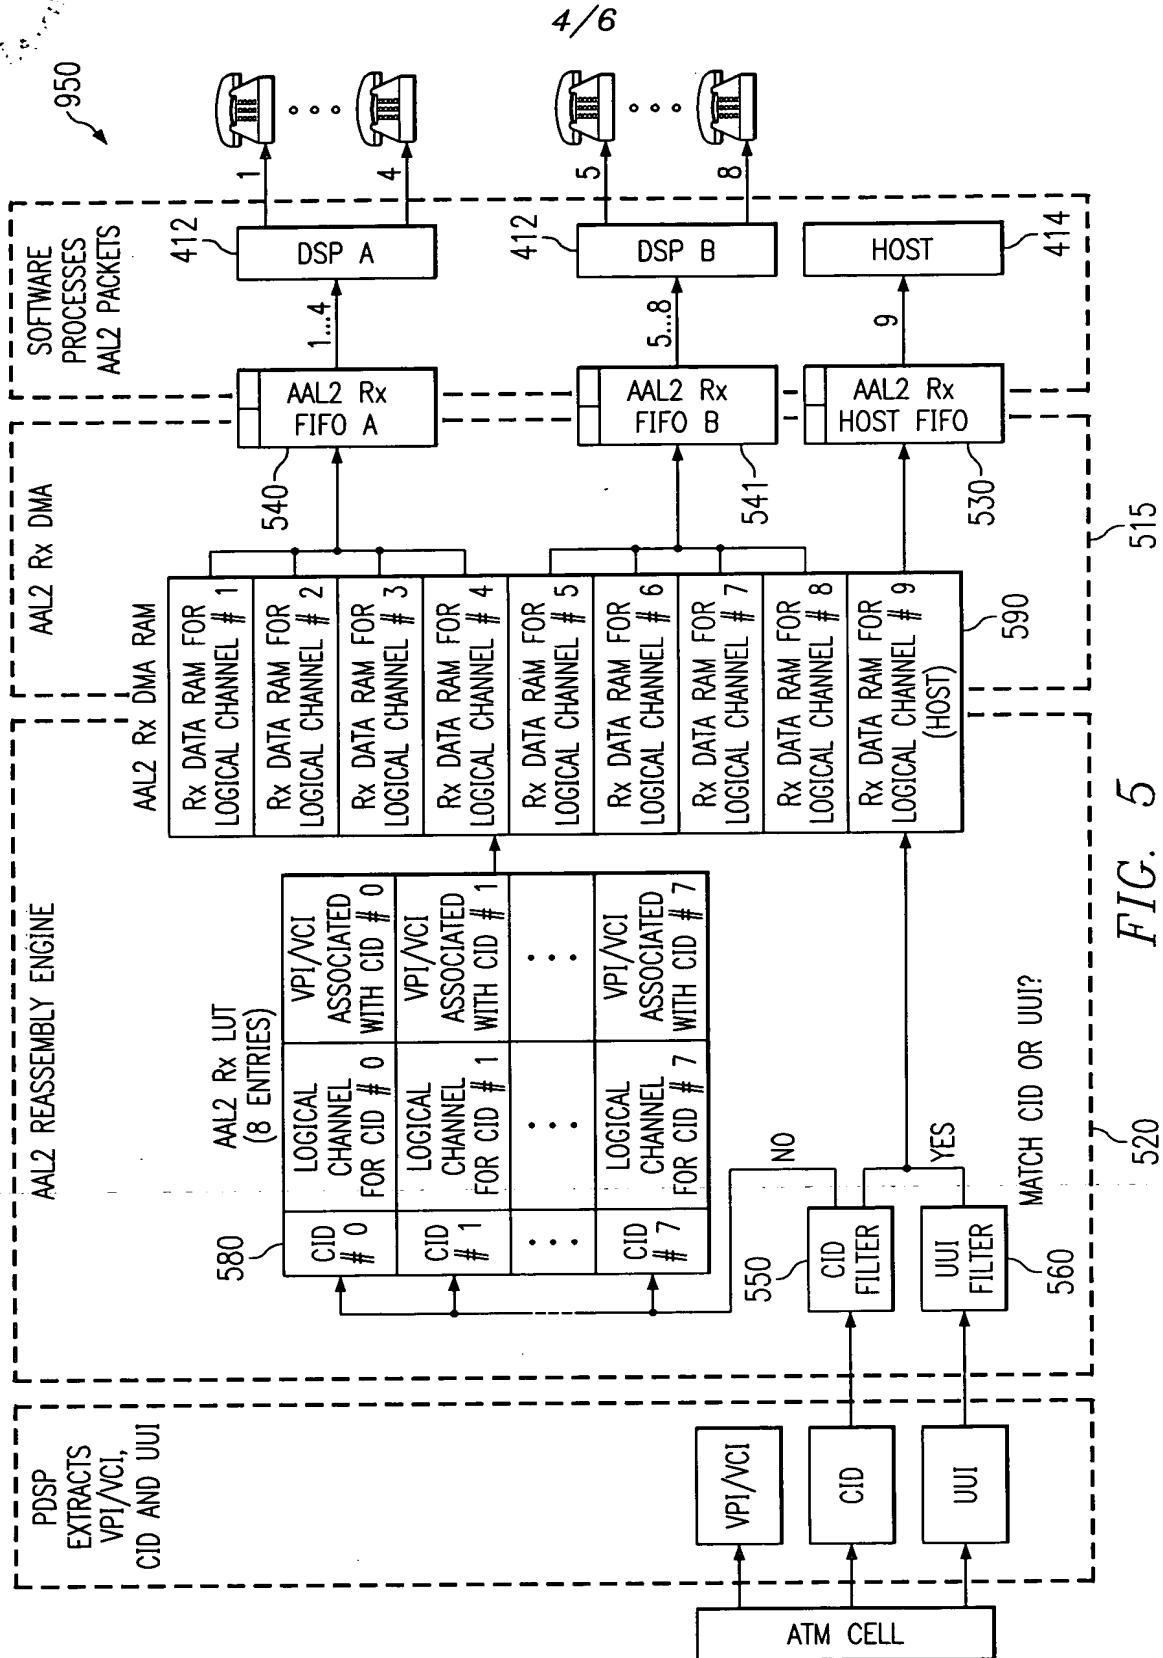 4/6
950
PDSP
EXTRACTS
VPI/VCI,
CID AND UUI
AAL2 REASSEMBLY ENGINE
AAL2 Rx DMA
SOFTWARE
PROCESSES
AAL2 PACKETS
ATM CELL
VPI/VCI
CID
UUI
550
CID
FILTER
UUI
FILTER
560
NO
YES
MATCH CID OR UUI?
520
580
AAL2 Rx LUT
(8 ENTRIES)
CID
# 0
LOGICAL
CHANNEL
FOR CID # 0
VPI/VCI
ASSOCIATED
WITH CID # 0
CID
# 1
LOGICAL
CHANNEL
FOR CID # 1
VPI/VCI
ASSOCIATED
WITH CID # 1
CID
# 7
LOGICAL
CHANNEL
FOR CID # 7
VPI/VCI
ASSOCIATED
WITH CID # 7
AAL2 Rx DMA RAM
Rx DATA RAM FOR
LOGICAL CHANNEL # 1
Rx DATA RAM FOR
LOGICAL CHANNEL # 2
Rx DATA RAM FOR
LOGICAL CHANNEL # 3
Rx DATA RAM FOR
LOGICAL CHANNEL # 4
Rx DATA RAM FOR
LOGICAL CHANNEL # 5
Rx DATA RAM FOR
LOGICAL CHANNEL # 6
Rx DATA RAM FOR
LOGICAL CHANNEL # 7
Rx DATA RAM FOR
LOGICAL CHANNEL # 8
Rx DATA RAM FOR
LOGICAL CHANNEL # 9
(HOST)
590
515
540
AAL2 Rx
FIFO A
1...4
412
DSP A
1
4
AAL2 Rx
FIFO B
541
5...8
412
DSP B
5
8
AAL2 Rx
HOST FIFO
530
9
HOST
414
FIG. 5